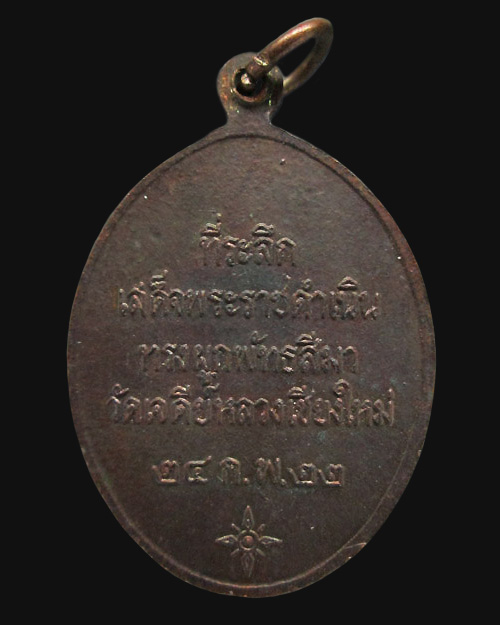 ที่ระลึก
เสด็จพระราชดำเนิน
ทรงผูกพัทธสีมา
วัดเจดีย์หลวงเชียงใหม่
๒๔ ก.พ.๒๒